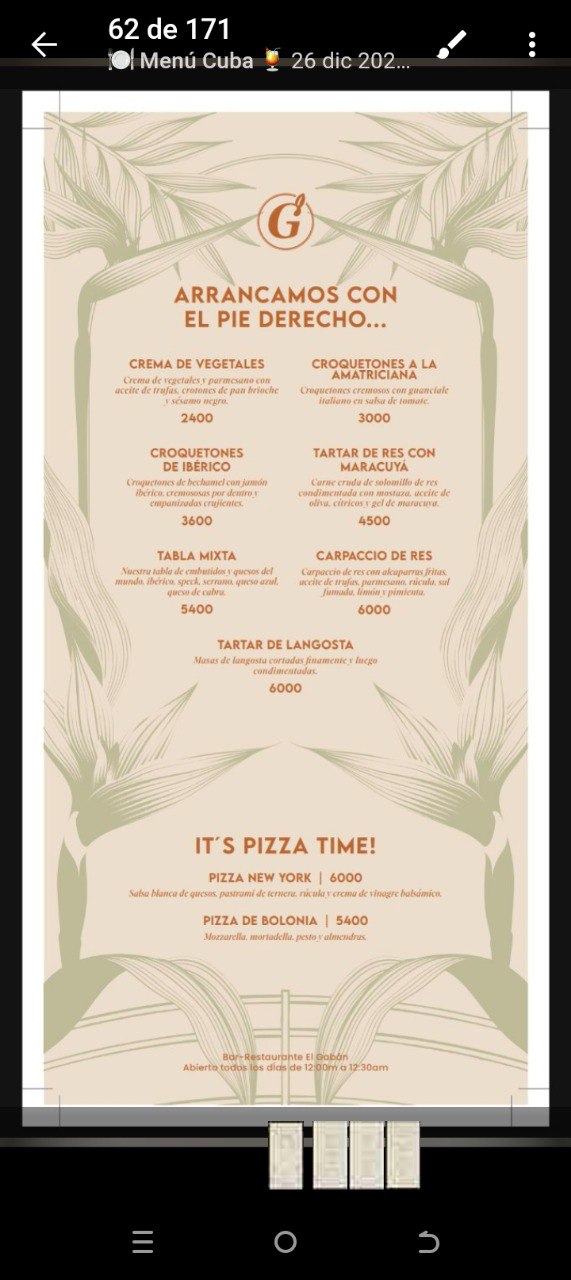 62 de 171
Menú Cuba 🍹 26 dic 202...
G
ARRANCAMOS CON
EL PIE DERECHO...
CREMA DE VEGETALES
Crema de vegetales y parmesano con
aceite de trufas, crotones de pan brioche
y sésamo negro.
2400
CROQUETONES A LA
AMATRICIANA
Croquetones cremosos con guanciale
italiano en salsa de tomate.
3000
CROQUETONES
DE IBÉRICO
Croquetones de bechamel con jamón
ibérico, cremososas por dentro y
empanizadas crujientes.
3600
TARTAR DE RES CON
MARACUYÁ
Carne cruda de solomillo de res
condimentada con mostaza, aceite de
oliva, cítricos y gel de maracuya.
4500
TABLA MIXTA
Nuestra tabla de embutidos y quesos del
mundo, ibérico, speck, serrano, queso azul,
queso de cabra.
5400
CARPACCIO DE RES
Carpaccio de res con alcaparras fritas,
aceite de trufas, parmesano, rúcula, sal
fumada, limón y pimienta.
6000
TARTAR DE LANGOSTA
Masas de langosta cortadas finamente y luego
condimentadas.
6000
IT´S PIZZA TIME!
PIZZA NEW YORK | 6000
Salsa blanca de quesos, pastrami de ternera, rúcula y crema de vinagre balsámico.
PIZZA DE BOLONIA | 5400
Mozzarella, mortadella, pesto y almendras.
Bar-Restaurante El Gabán
Abierto todos los días de 12:00m a 12:30am